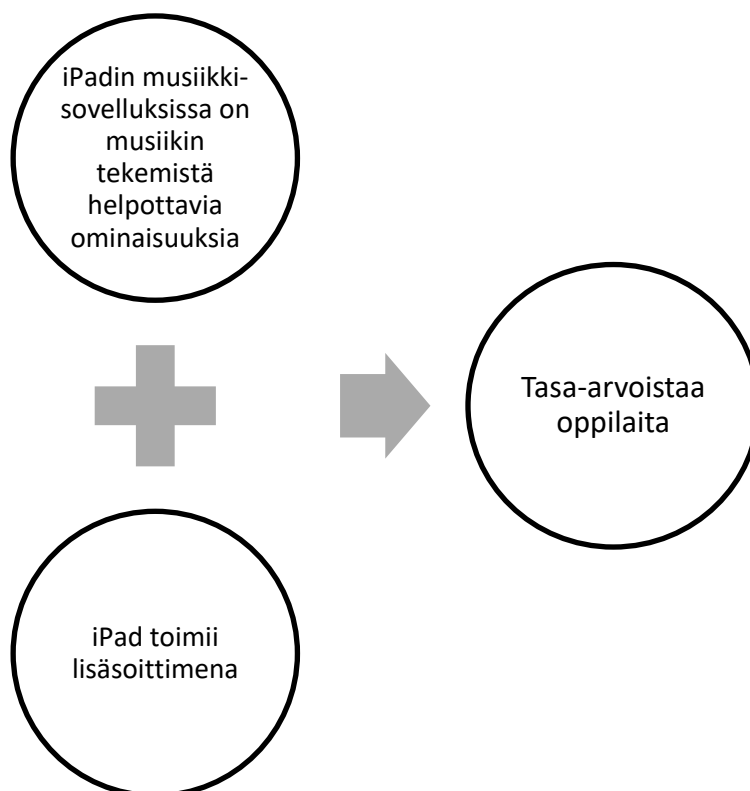 iPadin musiikki-
sovelluksissa on
musiikin
tekemistä
helpottavia
ominaisuuksia
Tasa-arvoistaa
oppilaita
iPad toimii
lisäsoittimena